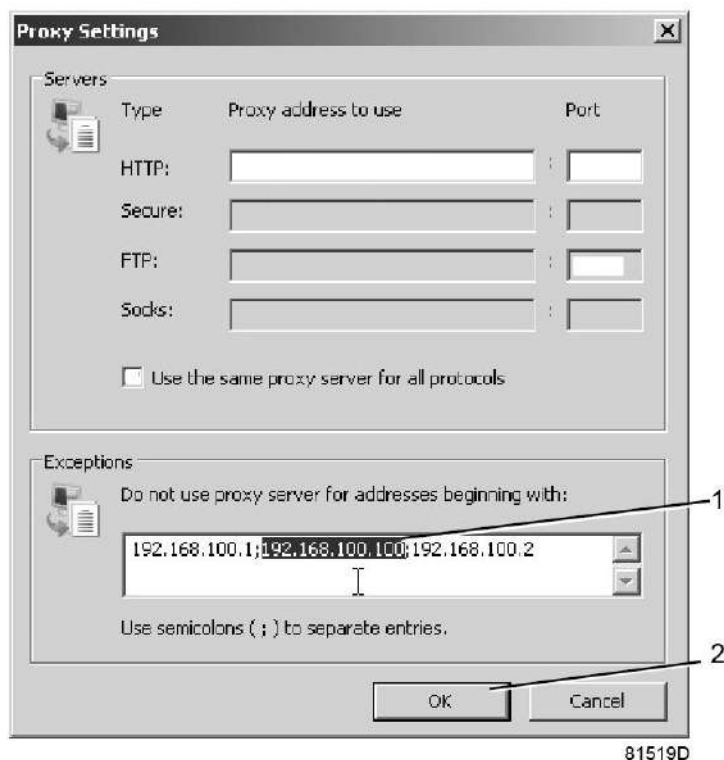 Proxy Settings
Servers
Type Proxy address to use Port
HTTP: :
Secure: :
FTP: :
Socks: :
Use the same proxy server for all protocols
Exceptions
Do not use proxy server for addresses beginning with:
1
192.168.100.1;192.168.100.100;192.168.100.2
Use semicolons ( ; ) to separate entries.
2
OK Cancel
81519D